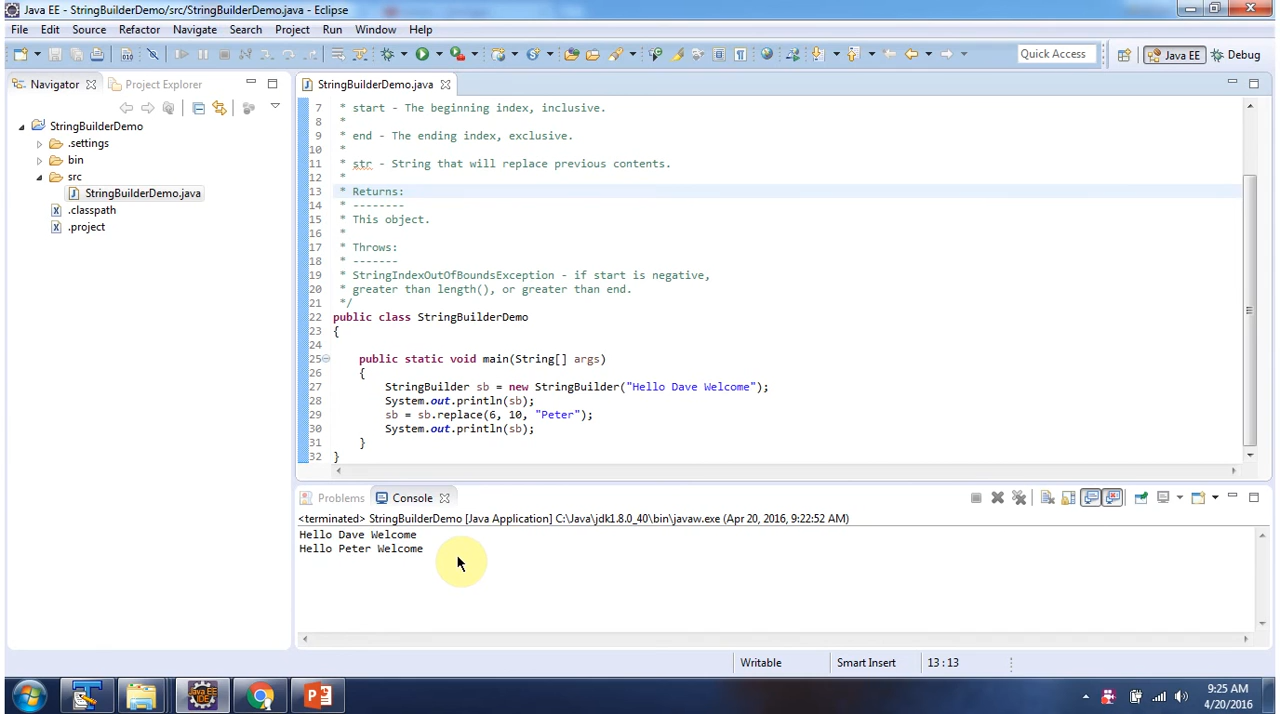 Java EE - StringBuilderDemo/src/StringBuilderDemo.java - Eclipse
File Edit Source Refactor Navigate Search Project Run Window Help
Quick Access Java EE Debug
Navigator Project Explorer
StringBuilderDemo
.settings
bin
src
StringBuilderDemo.java
.classpath
.project
StringBuilderDemo.java
7 * start - The beginning index, inclusive.
8 *
9 * end - The ending index, exclusive.
10 *
11 * str - String that will replace previous contents.
12 *
13 * Returns:
14 * --------
15 * This object.
16 *
17 * Throws:
18 * -------
19 * StringIndexOutOfBoundsException - if start is negative,
20 * greater than length(), or greater than end.
21 */
22 public class StringBuilderDemo
23 {
24
25 public static void main(String[] args)
26 {
27 StringBuilder sb = new StringBuilder("Hello Dave Welcome");
28 System.out.println(sb);
29 sb = sb.replace(6, 10, "Peter");
30 System.out.println(sb);
31 }
32 }
Problems Console
<terminated> StringBuilderDemo [Java Application] C:\Java\jdk1.8.0_40\bin\javaw.exe (Apr 20, 2016, 9:22:52 AM)
Hello Dave Welcome
Hello Peter Welcome
Writable Smart Insert 13 : 13
Java EE
IDE
9:25 AM
4/20/2016